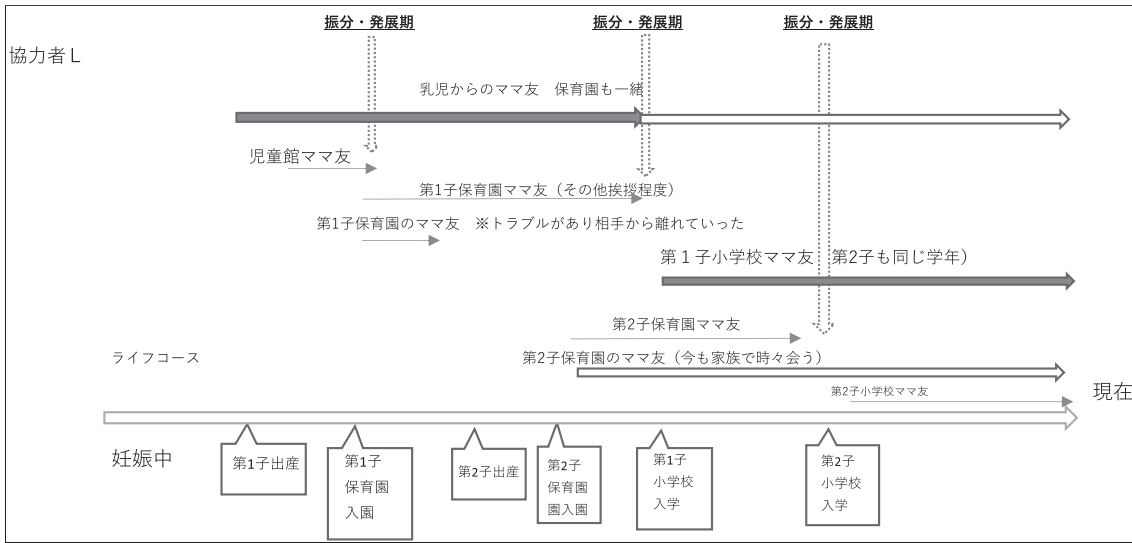 振分・発展期
振分・発展期
振分・発展期
協力者L
乳児からのママ友　保育園も一緒
児童館ママ友
第1子保育園ママ友（その他挨拶程度）
第1子保育園のママ友　※トラブルがあり相手から離れていった
第１子小学校ママ友　第2子も同じ学年）
第2子保育園ママ友
ライフコース
第2子保育園のママ友（今も家族で時々会う）
第2子小学校ママ友
現在
妊娠中
第1子出産
第1子
保育園
入園
第2子出産
第2子
保育園
園入園
第1子
小学校
入学
第2子
小学校
入学